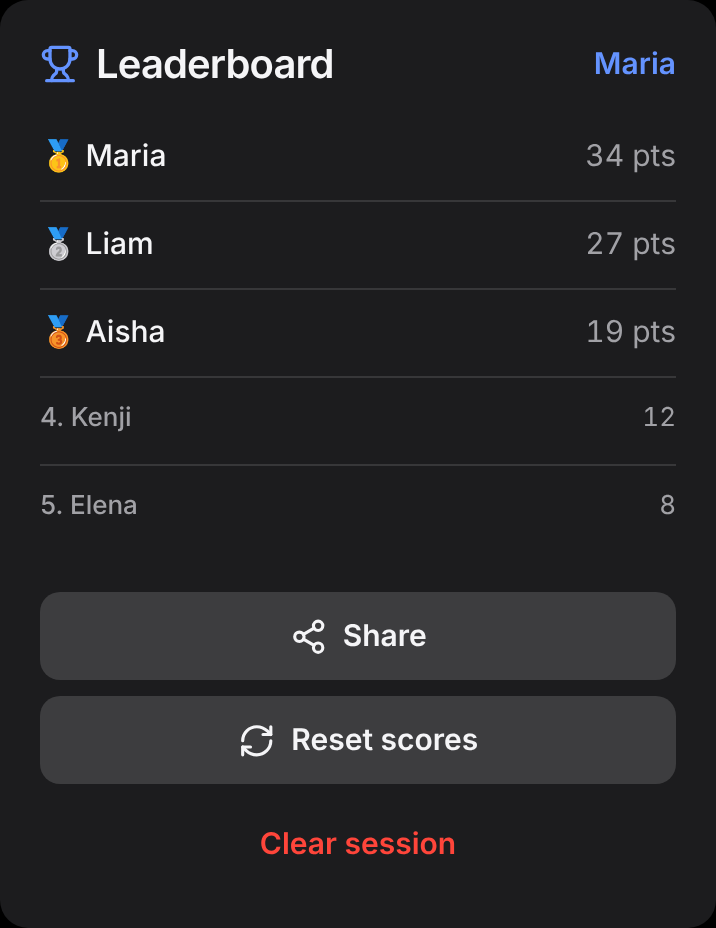 Leaderboard Maria
🥇 Maria 34 pts
🥈 Liam 27 pts
🥉 Aisha 19 pts
4. Kenji 12
5. Elena 8
Share
Reset scores
Clear session